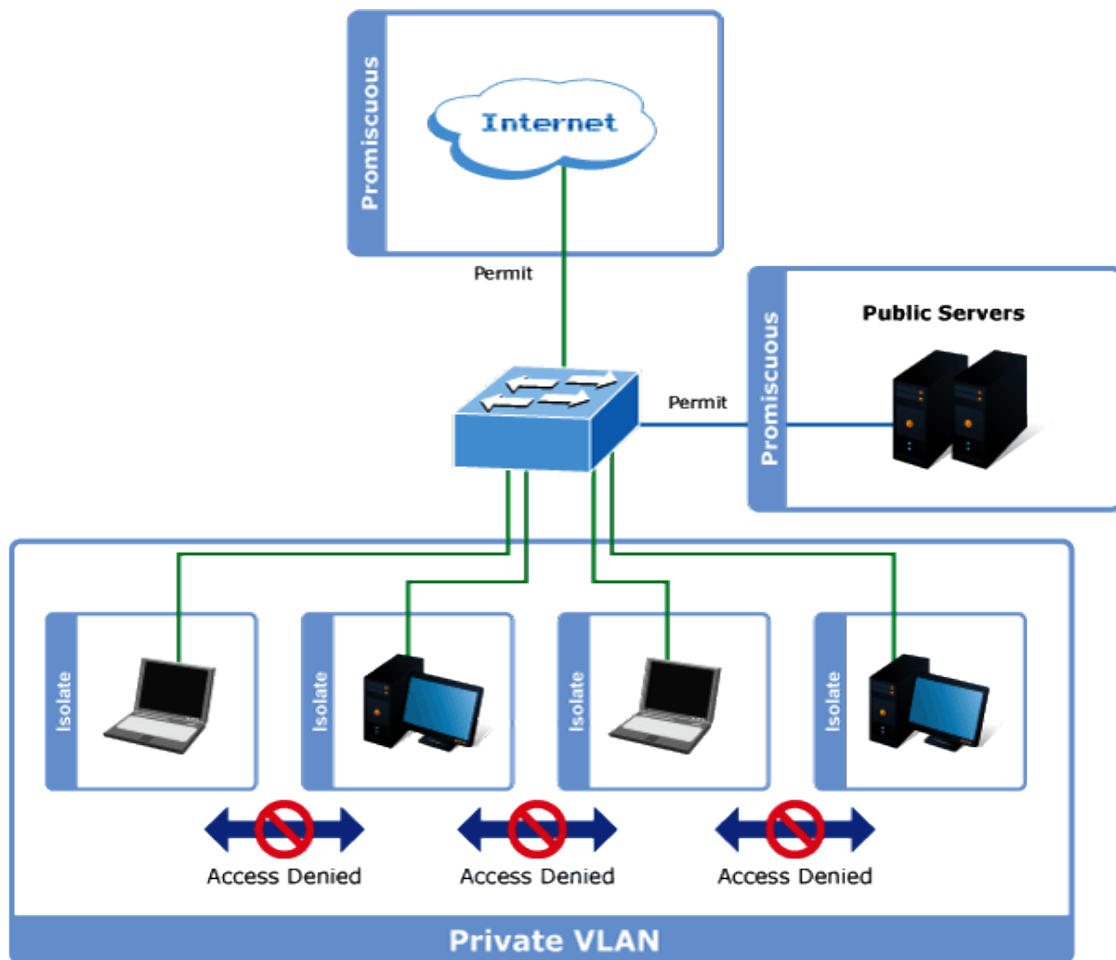 Promiscuous
Internet
Permit
Promiscuous
Public Servers
Permit
Isolate
Isolate
Isolate
Isolate
Access Denied
Access Denied
Access Denied
Private VLAN